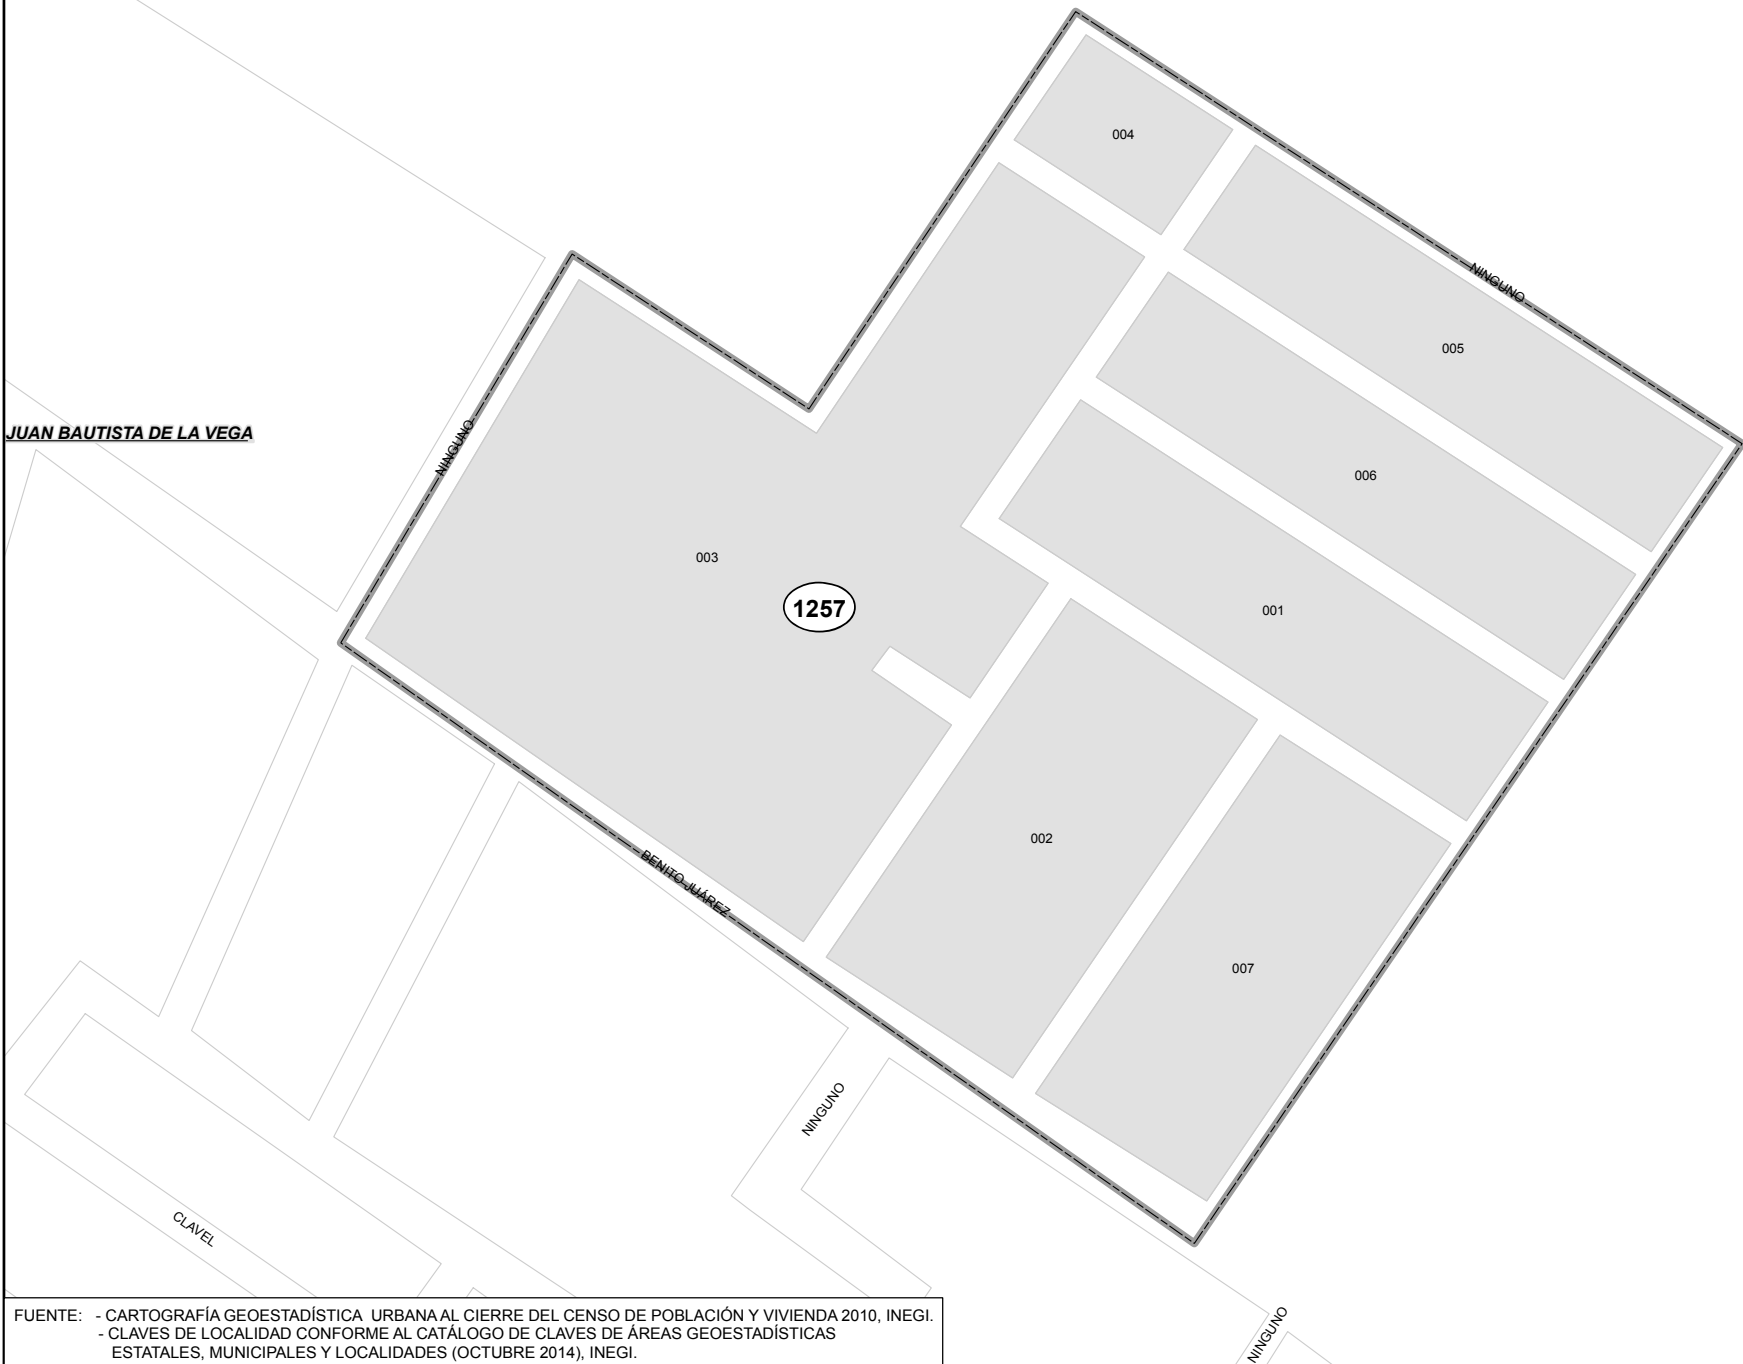 004
NINGUNO
005
JUAN BAUTISTA DE LA VEGA
NINGUNO
006
003
1257
001
002
BENITO JUÁREZ
007
NINGUNO
CLAVEL
NINGUNO
FUENTE: - CARTOGRAFÍA GEOESTADÍSTICA URBANA AL CIERRE DEL CENSO DE POBLACIÓN Y VIVIENDA 2010, INEGI.
- CLAVES DE LOCALIDAD CONFORME AL CATÁLOGO DE CLAVES DE ÁREAS GEOESTADÍSTICAS
ESTATALES, MUNICIPALES Y LOCALIDADES (OCTUBRE 2014), INEGI.